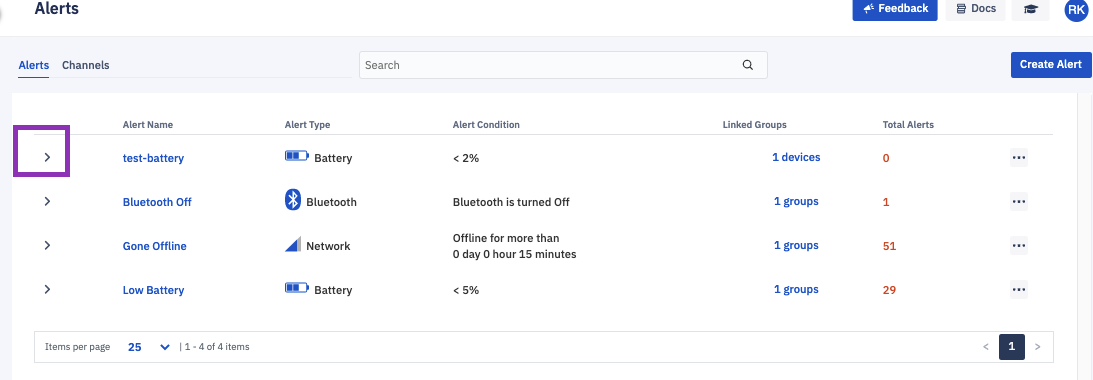 Alerts
Feedback
Docs
RK
Alerts Channels
Search
Create Alert
Alert Name Alert Type Alert Condition Linked Groups Total Alerts
test-battery Battery < 2% 1 devices 0
Bluetooth Off Bluetooth Bluetooth is turned Off 1 groups 1
Gone Offline Network Offline for more than
0 day 0 hour 15 minutes 1 groups 51
Low Battery Battery < 5% 1 groups 29
Items per page 25 | 1 - 4 of 4 items < 1 >